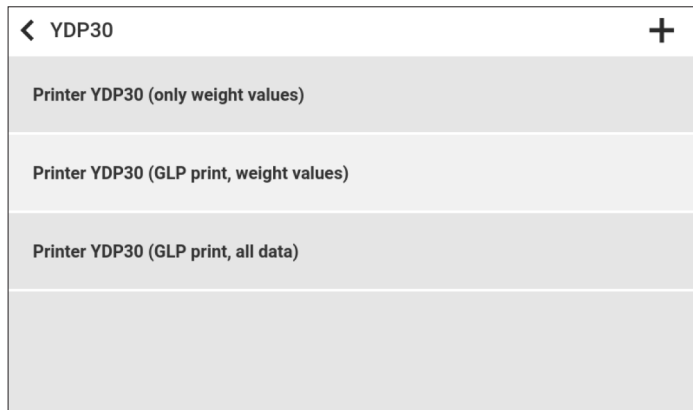 YDP30
Printer YDP30 (only weight values)
Printer YDP30 (GLP print, weight values)
Printer YDP30 (GLP print, all data)